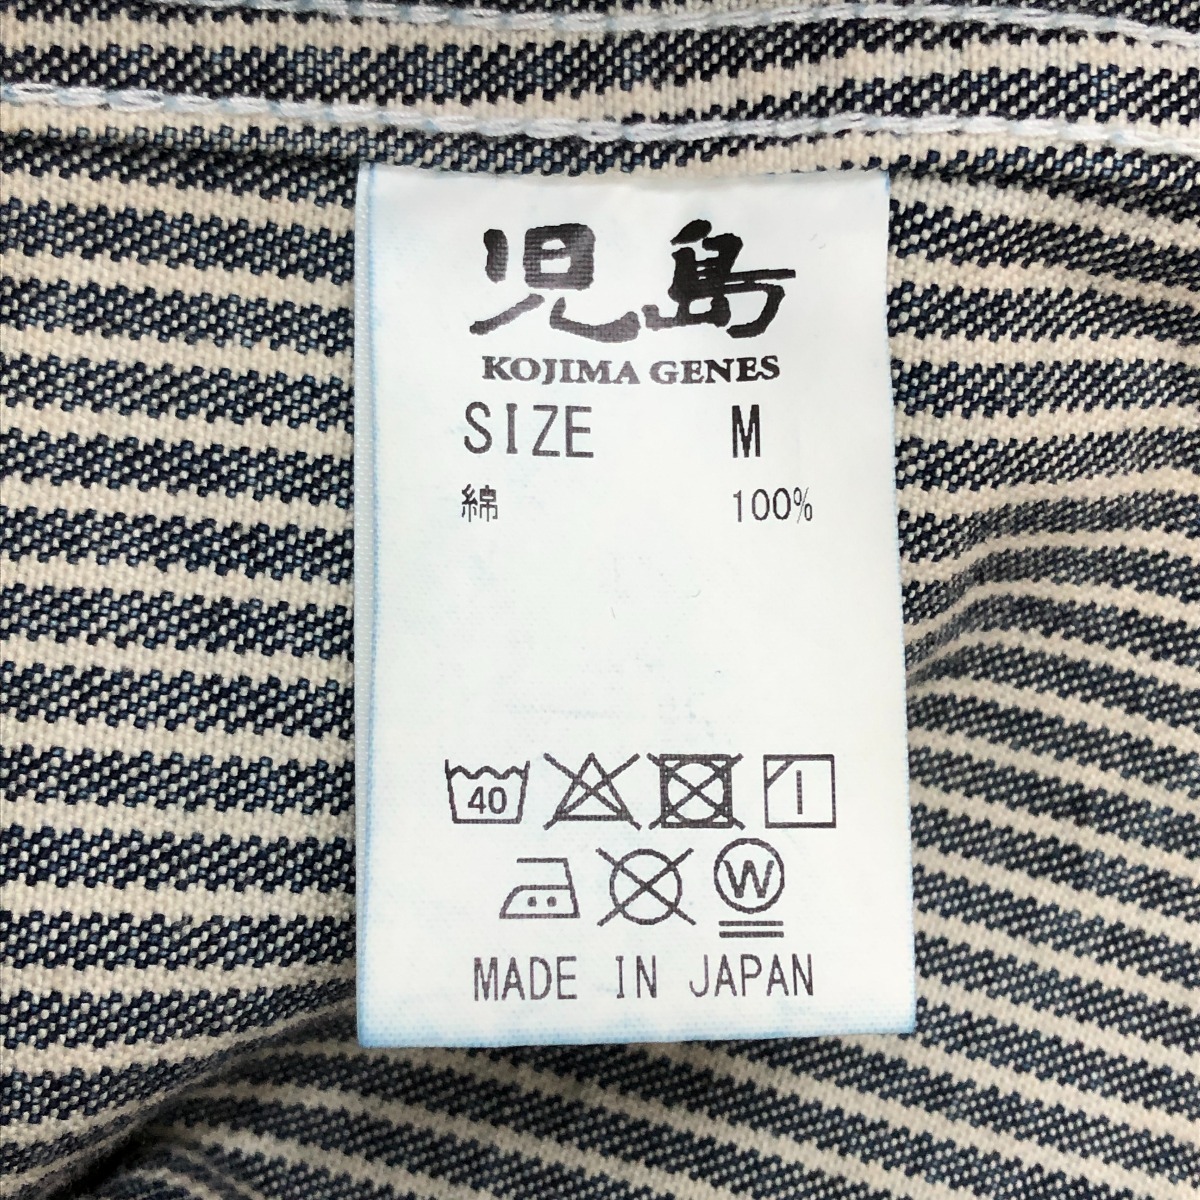 児島
KOJIMA GENES
SIZE M
綿 100%
40
W
MADE IN JAPAN